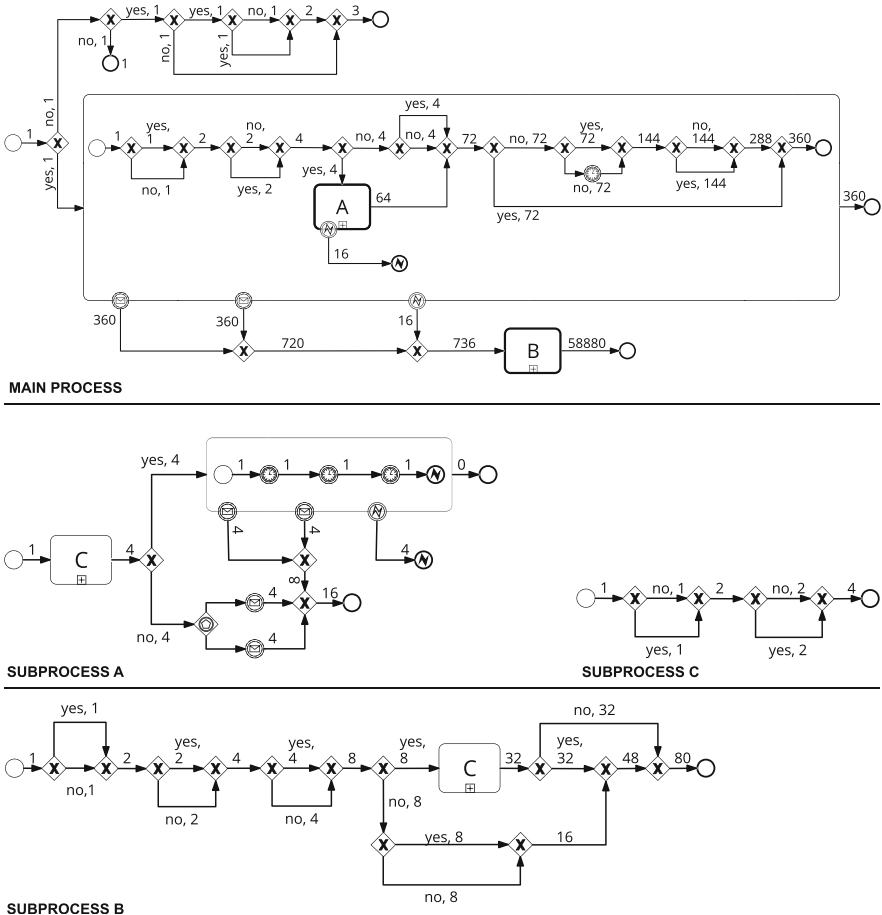 yes, 1
yes, 1
no, 1
2
3
no, 1
1
no, 1
yes, 1
no, 1
1
yes, 1
1
yes,
1
2
no,
2
4
no, 4
yes, 4
no, 4
72
no, 72
yes,
72
144
no,
144
288
360
no, 1
yes, 2
yes, 4
A
64
no, 72
yes, 144
yes, 72
360
16
360
360
16
720
736
B
58880
MAIN PROCESS
yes, 4
1
1
1
1
0
4
4
4
1
C
4
8
4
16
no, 4
4
SUBPROCESS A
1
no, 1
2
no, 2
4
yes, 1
yes, 2
SUBPROCESS C
yes, 1
1
no,1
2
yes,
2
4
yes,
4
8
yes,
8
C
32
no, 32
yes,
32
48
80
no, 2
no, 4
no, 8
yes, 8
16
no, 8
SUBPROCESS B